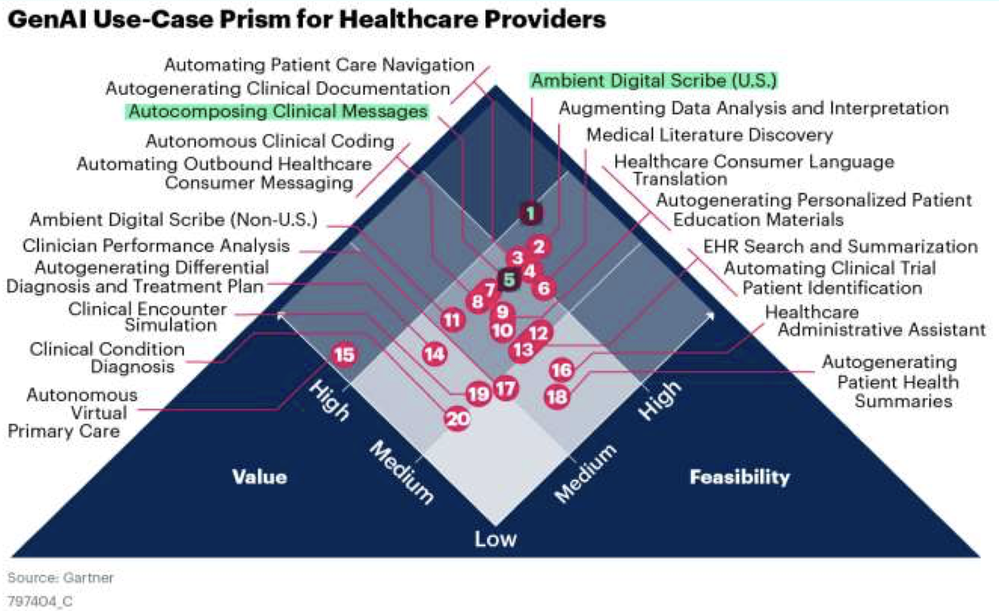 GenAI Use-Case Prism for Healthcare Providers
Automating Patient Care Navigation
Autogenerating Clinical Documentation
Autocomposing Clinical Messages
Autonomous Clinical Coding
Automating Outbound Healthcare
Consumer Messaging
Ambient Digital Scribe (Non-U.S.)
Clinician Performance Analysis
Autogenerating Differential
Diagnosis and Treatment Plan
Clinical Encounter
Simulation
Clinical Condition
Diagnosis
Autonomous
Virtual
Primary Care
Ambient Digital Scribe (U.S.)
Augmenting Data Analysis and Interpretation
Medical Literature Discovery
Healthcare Consumer Language
Translation
Autogenerating Personalized Patient
Education Materials
EHR Search and Summarization
Automating Clinical Trial
Patient Identification
Healthcare
Administrative Assistant
Autogenerating
Patient Health
Summaries
1
2
3
4
5
6
7
8
9
10
11
12
13
14
15
16
17
18
19
20
High
Medium
Value
Low
High
Medium
Feasibility
Source: Gartner
797404_C